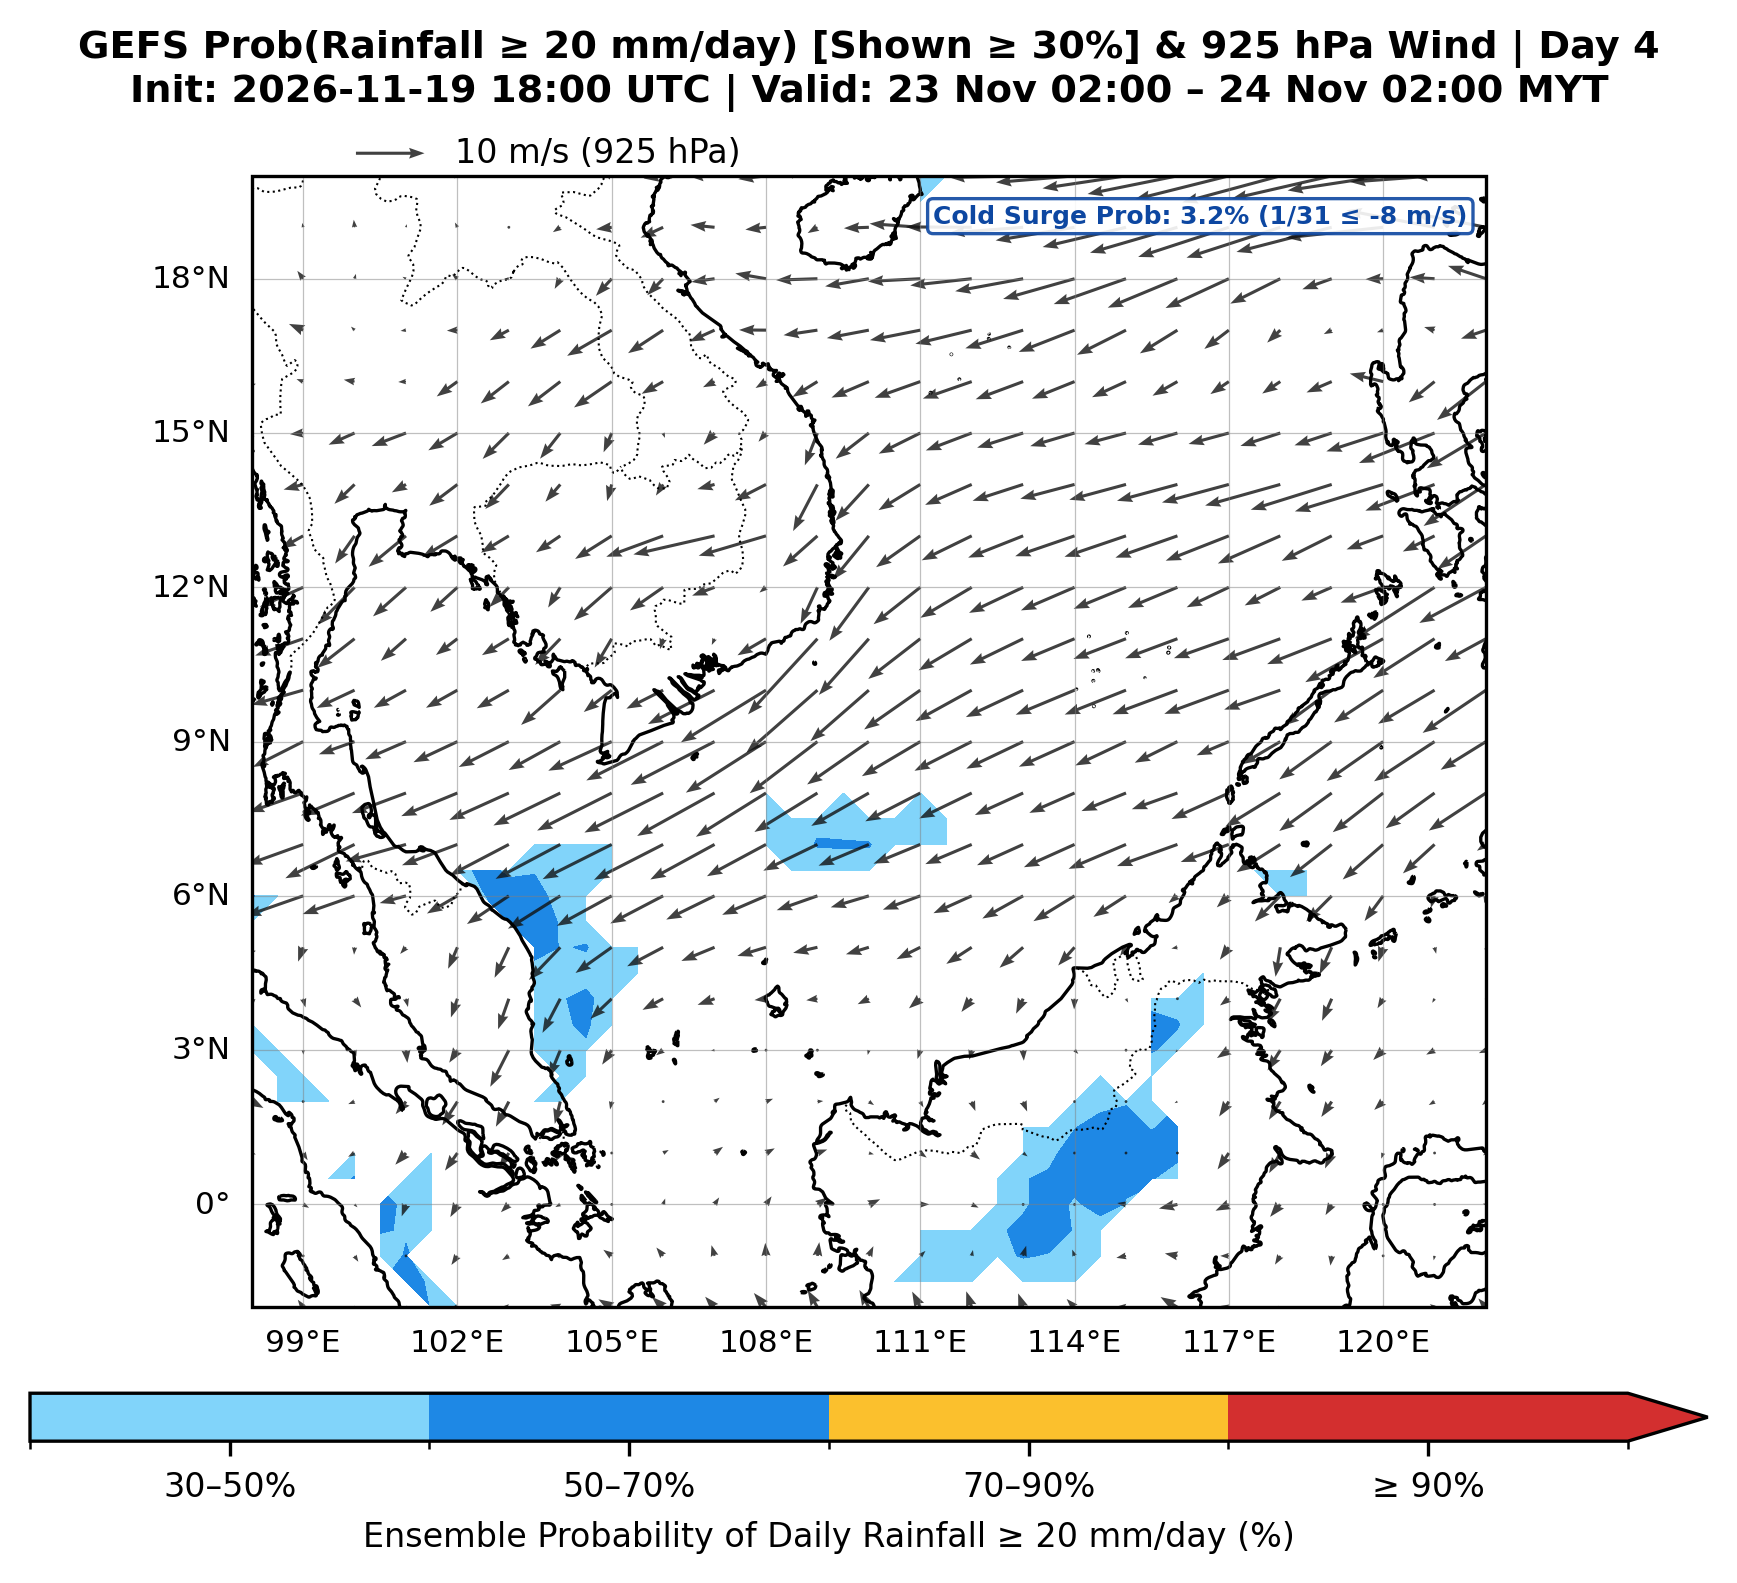 GEFS Prob(Rainfall ≥ 20 mm/day) [Shown ≥ 30%] & 925 hPa Wind | Day 4
Init: 2026-11-19 18:00 UTC | Valid: 23 Nov 02:00 – 24 Nov 02:00 MYT
10 m/s (925 hPa)
Cold Surge Prob: 3.2% (1/31 ≤ -8 m/s)
18°N
15°N
12°N
9°N
6°N
3°N
0°
99°E 102°E 105°E 108°E 111°E 114°E 117°E 120°E
30–50% 50–70% 70–90% ≥ 90%
Ensemble Probability of Daily Rainfall ≥ 20 mm/day (%)